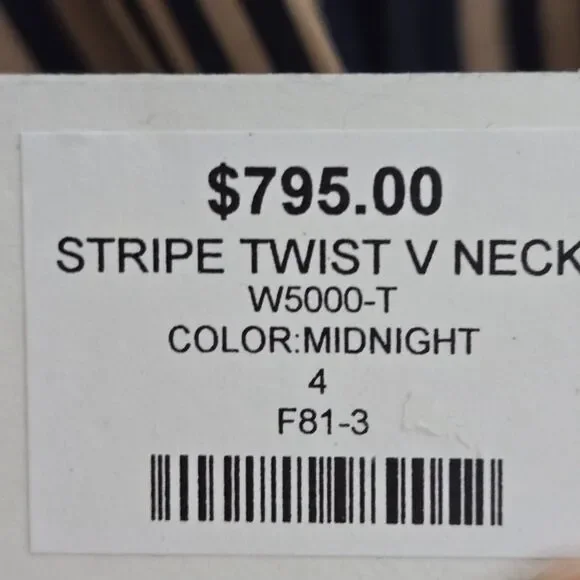 $795.00
STRIPE TWIST V NECK
W5000-T
COLOR:MIDNIGHT
4
F81-3